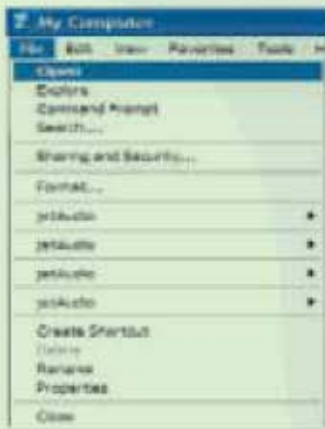 My Computer
File Edit View Favorites Tools H
Open
Explore
Command Prompt
Search...
Sharing and Security...
Format...
jetAudio
jetAudio
jetAudio
jetAudio
Create Shortcut
Delete
Rename
Properties
Close